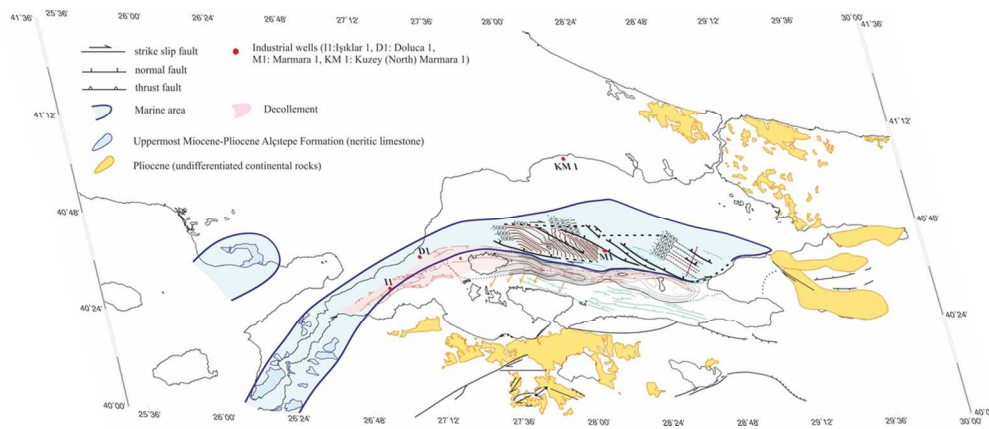 26°00' 26°24' 27°12' 27°36' 28°00' 28°24' 28°48' 29°12' 29°36' 30°00'
41°36' 41°36'
strike slip fault
normal fault
thrust fault
Industrial wells (I1:Işıklar 1, D1: Doluca 1,
M1: Marmara 1, KM 1: Kuzey (North) Marmara 1)
Marine area
Decollement
41°12' 41°12'
Uppermost Miocene-Pliocene Alçıtepe Formation (neritic limestone)
Pliocene (undifferentiated continental rocks)
KM 1
40°48' 40°48'
-5000
-4000
D1
M1
I1
40°24' 40°24'
40°00' 40°00'
25°36' 26°00' 26°24' 26°48' 27°12' 27°36' 28°00' 28°24' 28°48' 29°12' 29°36'